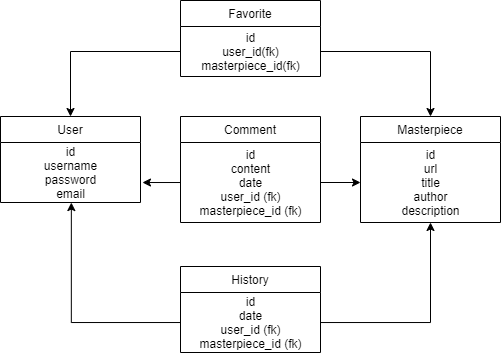 Favorite
id
user_id(fk)
masterpiece_id(fk)
User
id
username
password
email
Comment
id
content
date
user_id (fk)
masterpiece_id (fk)
Masterpiece
id
url
title
author
description
History
id
date
user_id (fk)
masterpiece_id (fk)